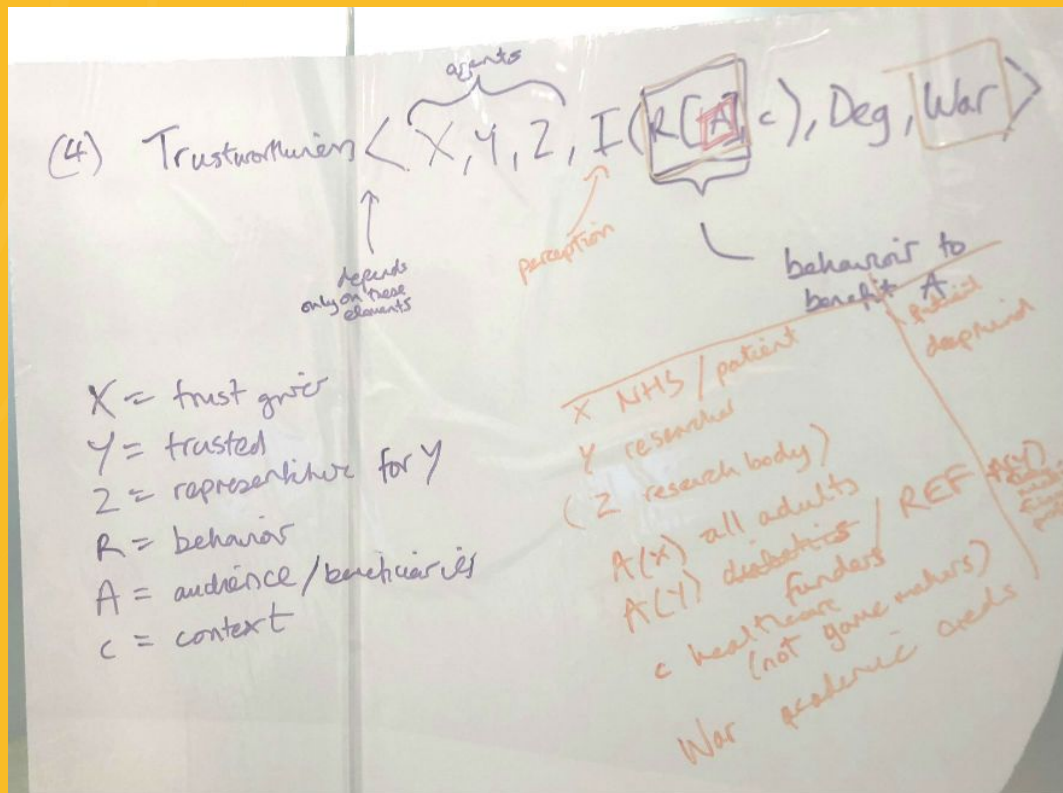 agents
(4) Trustworthiness < X, Y, Z, I(R[A], c), Deg, War >
depends
only on these
elements
perception
behaviour to
benefit A
X = trust giver
Y = trusted
Z = representative for Y
R = behaviour
A = audience/beneficiaries
c = context
X NHS / patient
Y researcher
(Z research body)
A(X) all adults
A(Y) diabetics / REF
funders
c healthcare
(not game makers)
War academic creds
patient
deepmind
A(Y)